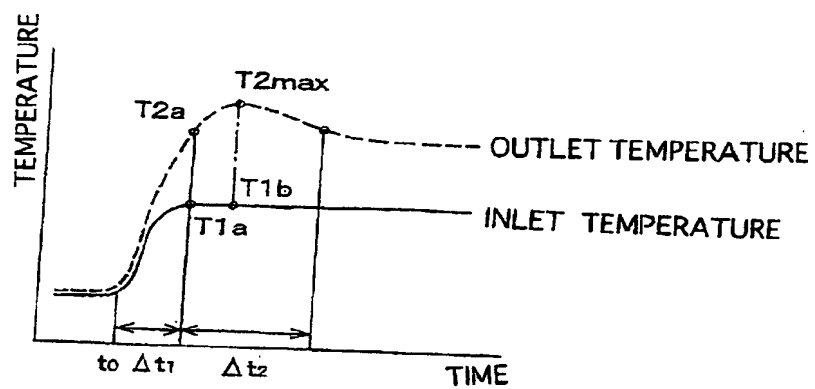 TEMPERATURE
T2max
T2a
OUTLET TEMPERATURE
T1b
T1a
INLET TEMPERATURE
to Δt1 Δt2
TIME